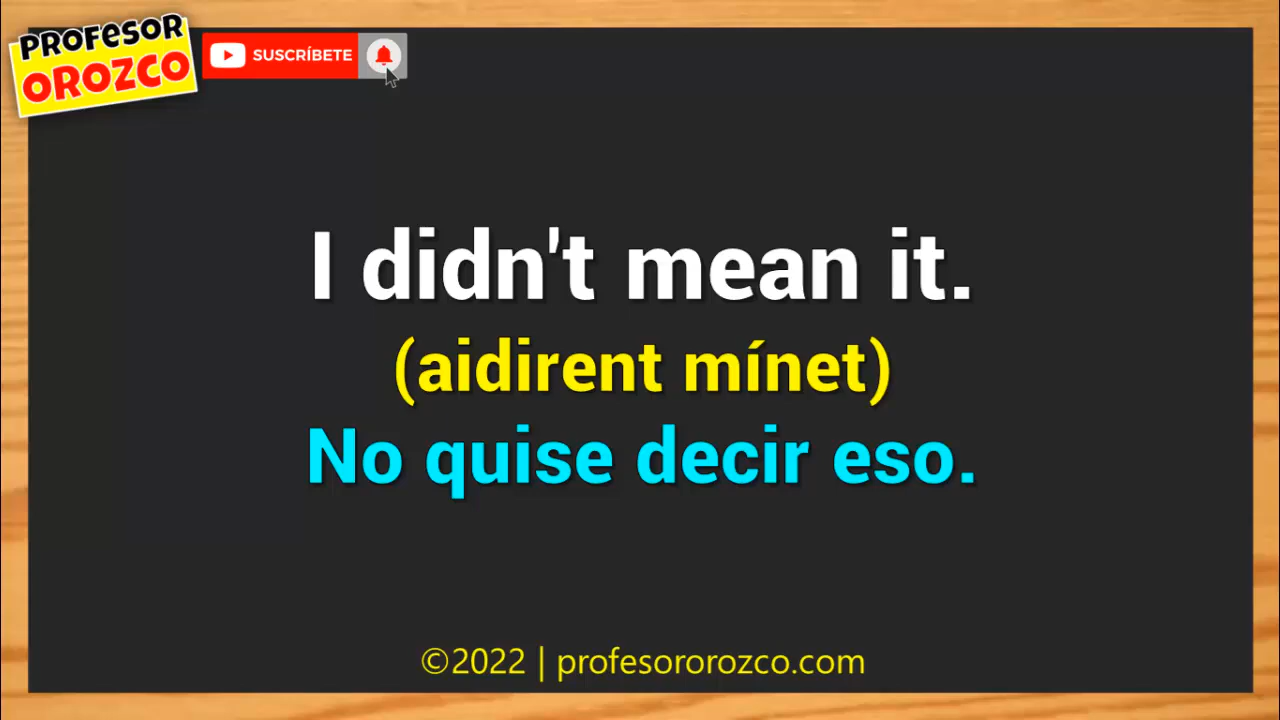 PROFESOR
OROZCO
SUSCRÍBETE
I didn't mean it.
(aidirent mínet)
No quise decir eso.
©2022 | profesororozco.com